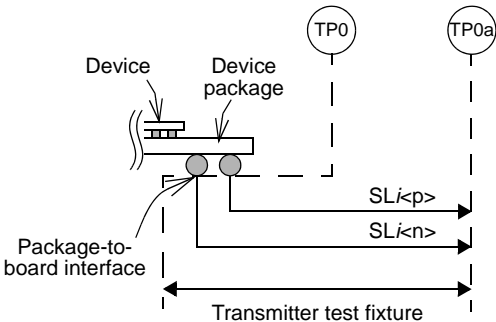 TP0
TP0a
Device
Device
package
SLi<p>
SLi<n>
Package-to-
board interface
Transmitter test fixture